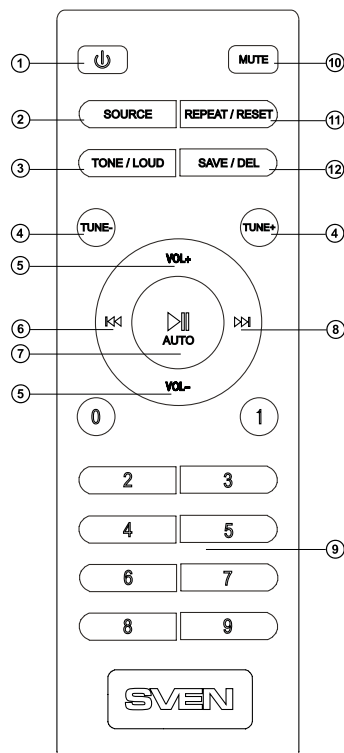 1 MUTE 10
2 SOURCE REPEAT / RESET 11
3 TONE / LOUD SAVE / DEL 12
4 TUNE- TUNE+ 4
5 VOL+
6 8
AUTO
7
5 VOL-
0 1
2 3
4 5
9
6 7
8 9
SVEN